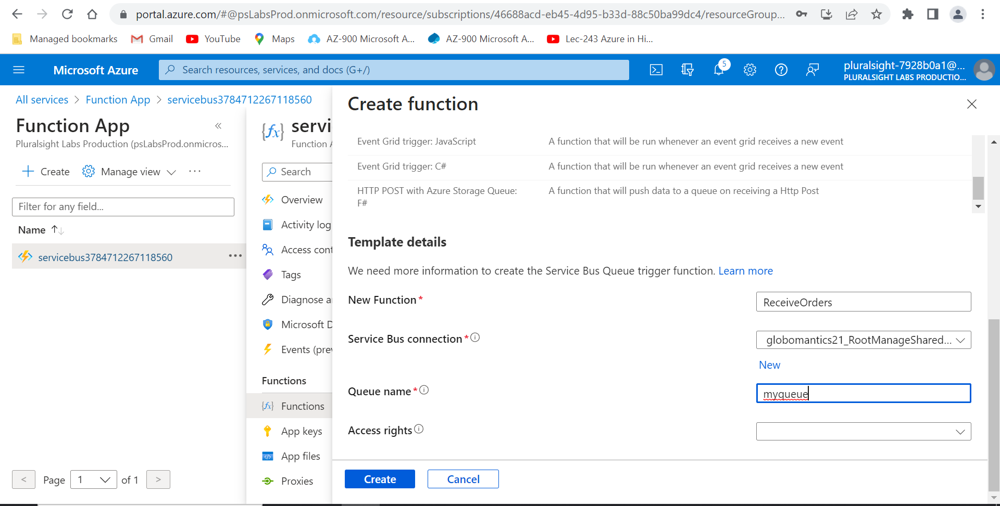 portal.azure.com/#@psLabsProd.onmicrosoft.com/resource/subscriptions/46688acd-eb45-4d95-b33d-88c50ba99dc4/resourceGroup...
Managed bookmarks
Gmail
YouTube
Maps
AZ-900 Microsoft A...
AZ-900 Microsoft A...
Lec-243 Azure in Hi...
Microsoft Azure
Search resources, services, and docs (G+/)
5
pluralsight-7928b0a1@...
PLURALSIGHT LABS PRODUCTIO...
All services > Function App > servicebus3784712267118560
Function App
«
Pluralsight Labs Production (psLabsProd.onmicros...
Create
Manage view
...
Filter for any field...
Name
servicebus3784712267118560
...
< Page 1 of 1 >
{fx}
servi
Function A
Search
Overview
Activity log
Access cont
Tags
Diagnose a
Microsoft D
Events (prev
Functions
Functions
App keys
App files
Proxies
Create function
Event Grid trigger: JavaScript
A function that will be run whenever an event grid receives a new event
Event Grid trigger: C#
A function that will be run whenever an event grid receives a new event
HTTP POST with Azure Storage Queue:
F#
A function that will push data to a queue on receiving a Http Post
Template details
We need more information to create the Service Bus Queue trigger function. Learn more
New Function *
ReceiveOrders
Service Bus connection *
globomantics21_RootManageShared...
New
Queue name *
myqueue
Access rights
Create
Cancel